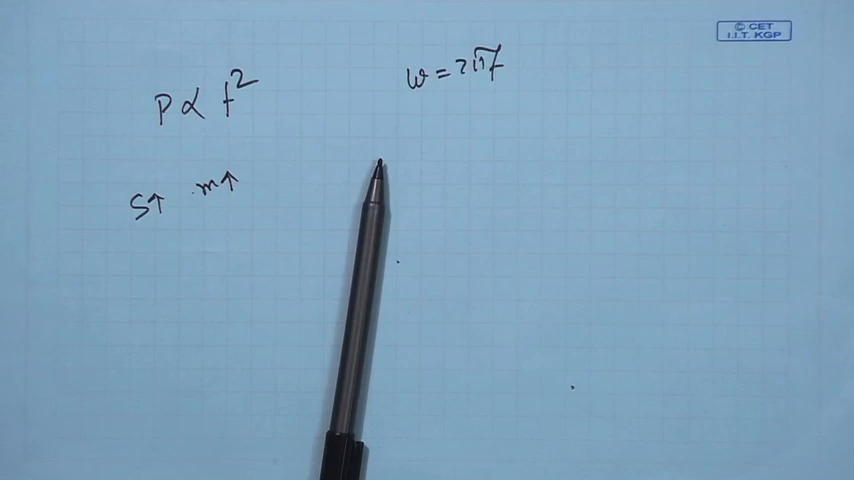 © CET
I.I.T. KGP
ω = 2πf
P ∝ f²
S↑ m↑